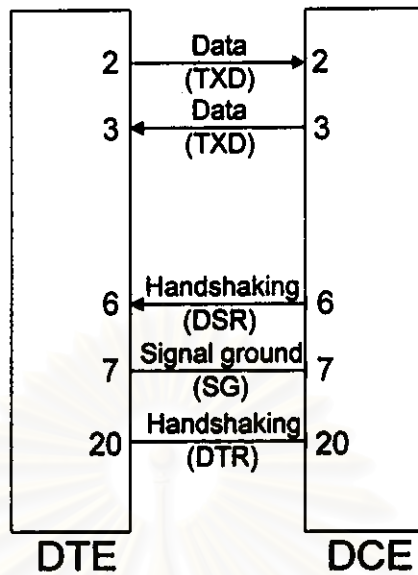 Data
2 2
(TXD)
Data
3 3
(TXD)
Handshaking
6 6
(DSR)
Signal ground
7 7
(SG)
Handshaking
20 20
(DTR)
DTE DCE